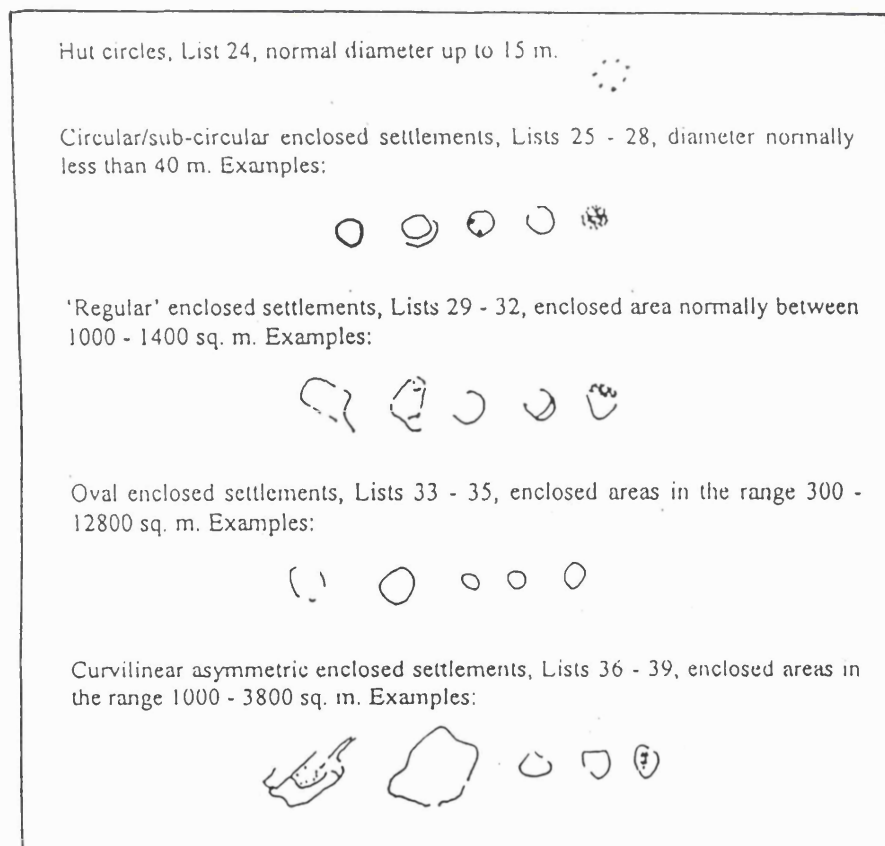 Hut circles, List 24, normal diameter up to 15 m.
Circular/sub-circular enclosed settlements, Lists 25 - 28, diameter normally
less than 40 m. Examples:
'Regular' enclosed settlements, Lists 29 - 32, enclosed area normally between
1000 - 1400 sq. m. Examples:
Oval enclosed settlements, Lists 33 - 35, enclosed areas in the range 300 -
12800 sq. m. Examples:
Curvilinear asymmetric enclosed settlements, Lists 36 - 39, enclosed areas in
the range 1000 - 3800 sq. m. Examples: